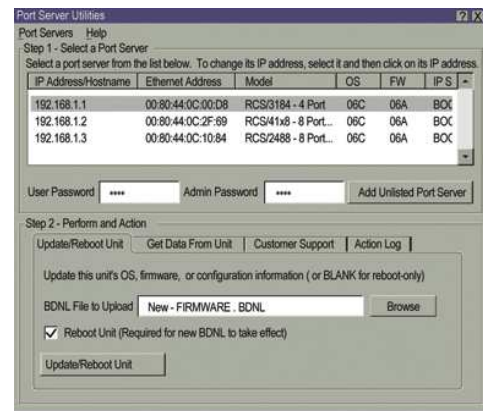 Port Server Utilities
Port Servers Help
Step 1 - Select a Port Server
Select a port server from the list below. To change its IP address, select it and then click on its IP address.
IP Address/Hostname Ethernet Address Model OS FW IP S
192.168.1.1 00:80:44:0C:00:D8 RCS/3184 - 4 Port 06C 06A BOC
192.168.1.2 00:80:44:0C:2F:69 RCS/41x8 - 8 Port... 06C 06A BOC
192.168.1.3 00:80:44:0C:10:84 RCS/2488 - 8 Port... 06C 06A BOC
User Password **** Admin Password **** Add Unlisted Port Server
Step 2 - Perform and Action
Update/Reboot Unit Get Data From Unit Customer Support Action Log
Update this unit's OS, firmware, or configuration information ( or BLANK for reboot-only)
BDNL File to Upload New - FIRMWARE . BDNL Browse
Reboot Unit (Required for new BDNL to take effect)
Update/Reboot Unit